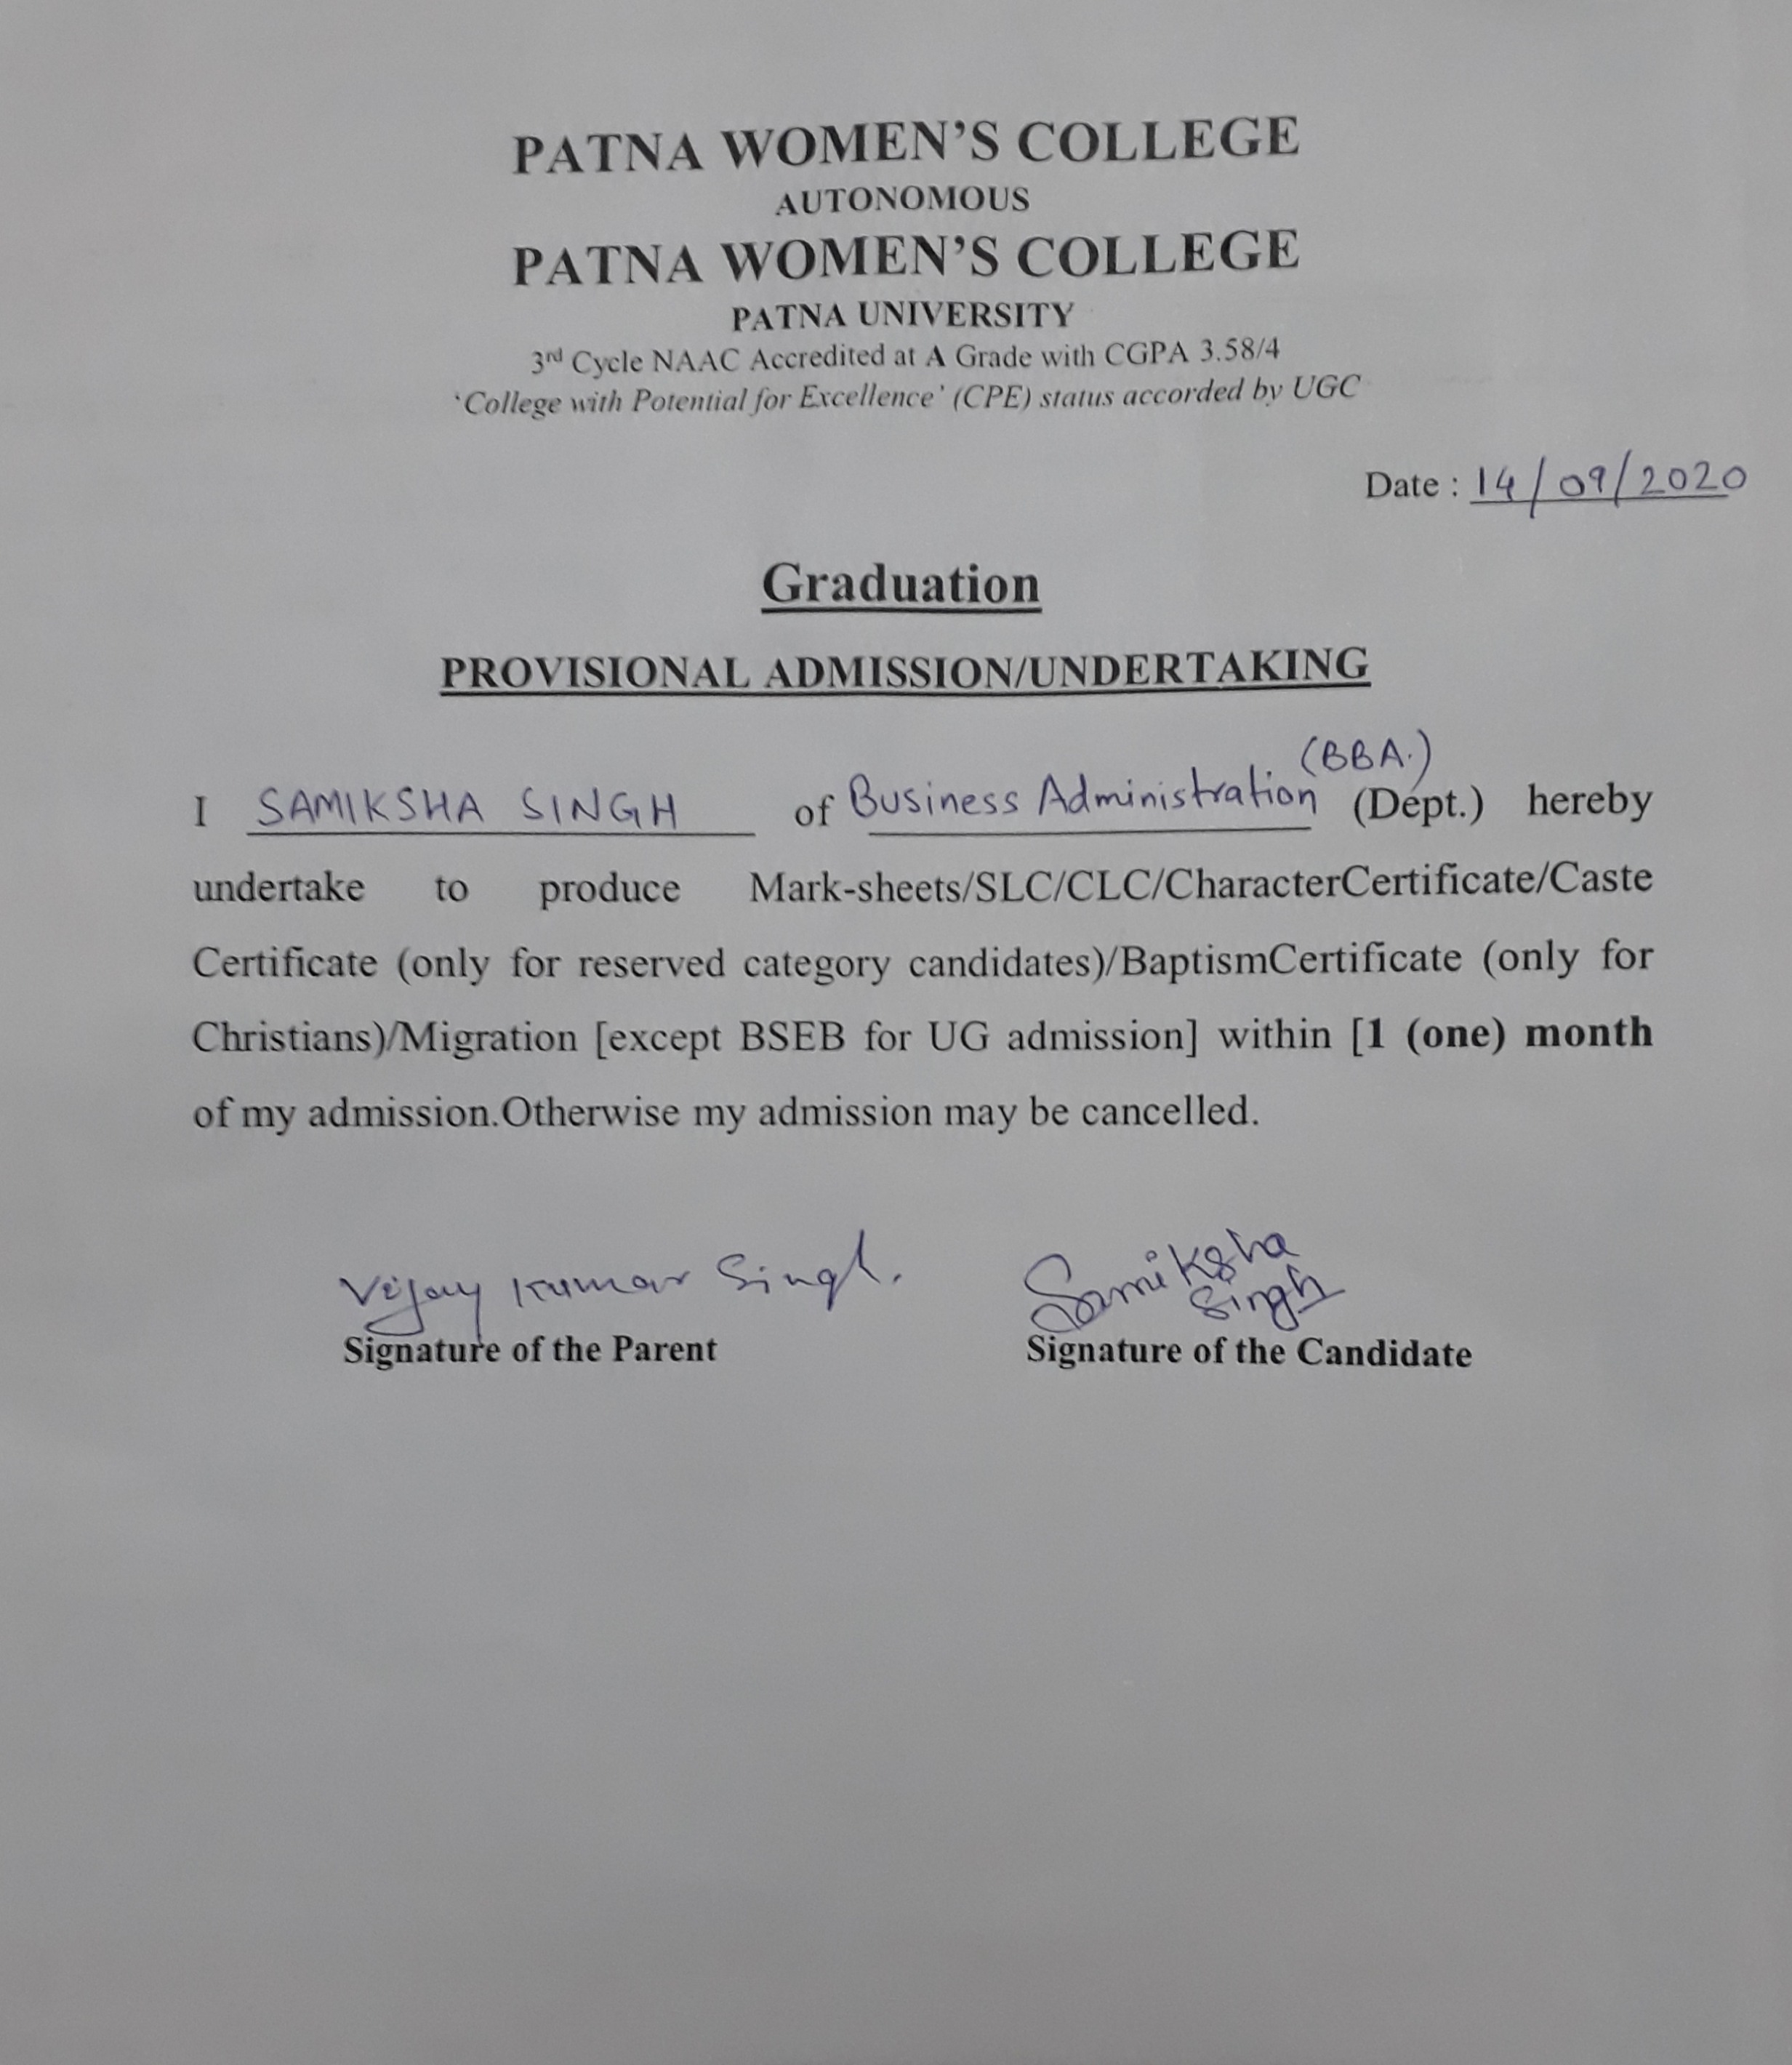 PATNA WOMEN'S COLLEGE
AUTONOMOUS
PATNA WOMEN'S COLLEGE
PATNA UNIVERSITY
3rd Cycle NAAC Accredited at A Grade with CGPA 3.58/4
'College with Potential for Excellence' (CPE) status accorded by UGC
Date : 14/09/2020
Graduation
PROVISIONAL ADMISSION/UNDERTAKING
(BBA.)
I SAMIKSHA SINGH of Business Administration (Dept.) hereby
undertake to produce Mark-sheets/SLC/CLC/CharacterCertificate/Caste
Certificate (only for reserved category candidates)/BaptismCertificate (only for
Christians)/Migration [except BSEB for UG admission] within [1 (one) month
of my admission.Otherwise my admission may be cancelled.
Vijay Kumar Singh. Samiksha
Singh
Signature of the Parent Signature of the Candidate